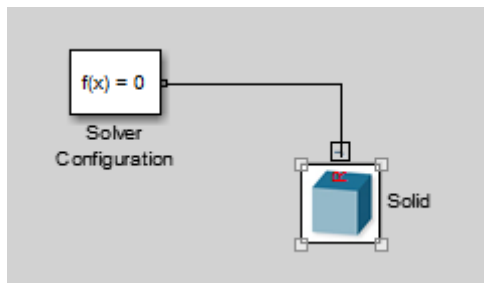 f(x) = 0
Solver
Configuration
R
Solid